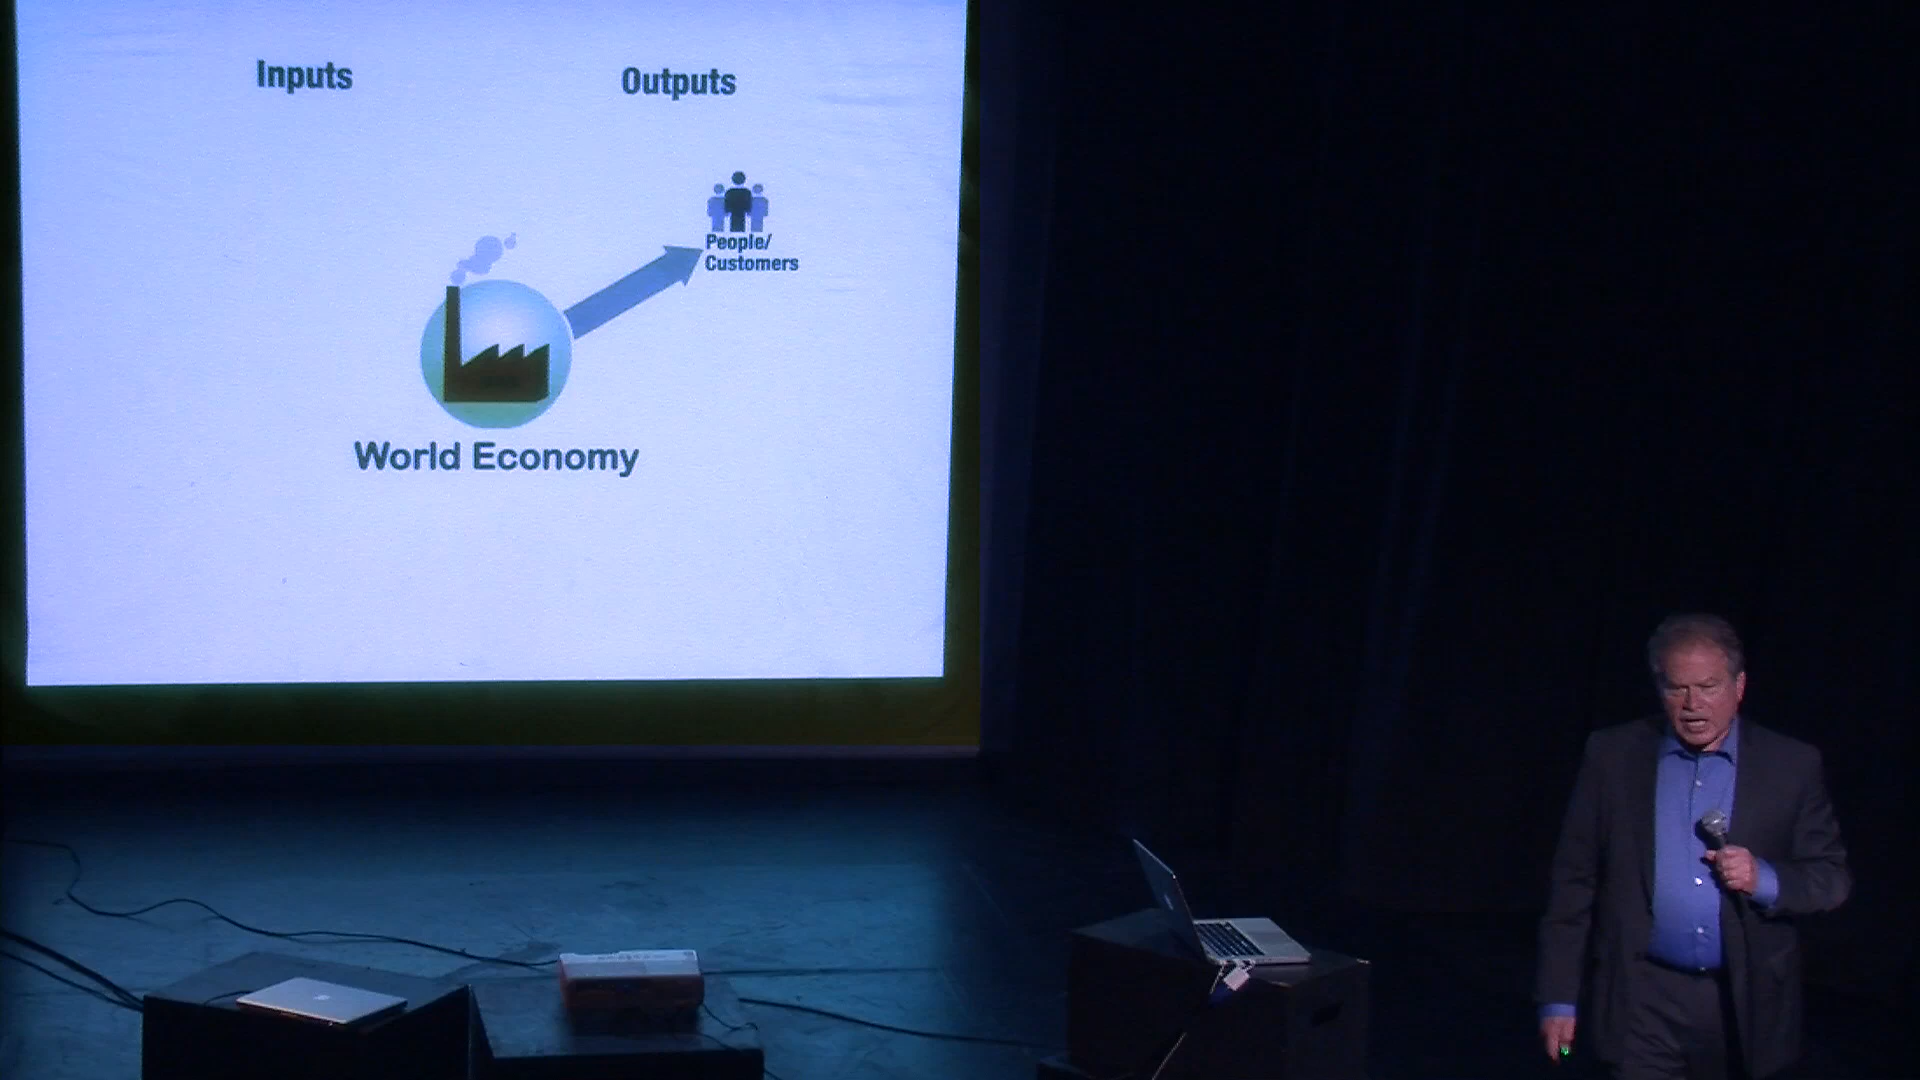 Inputs
Outputs
People/
Customers
World Economy